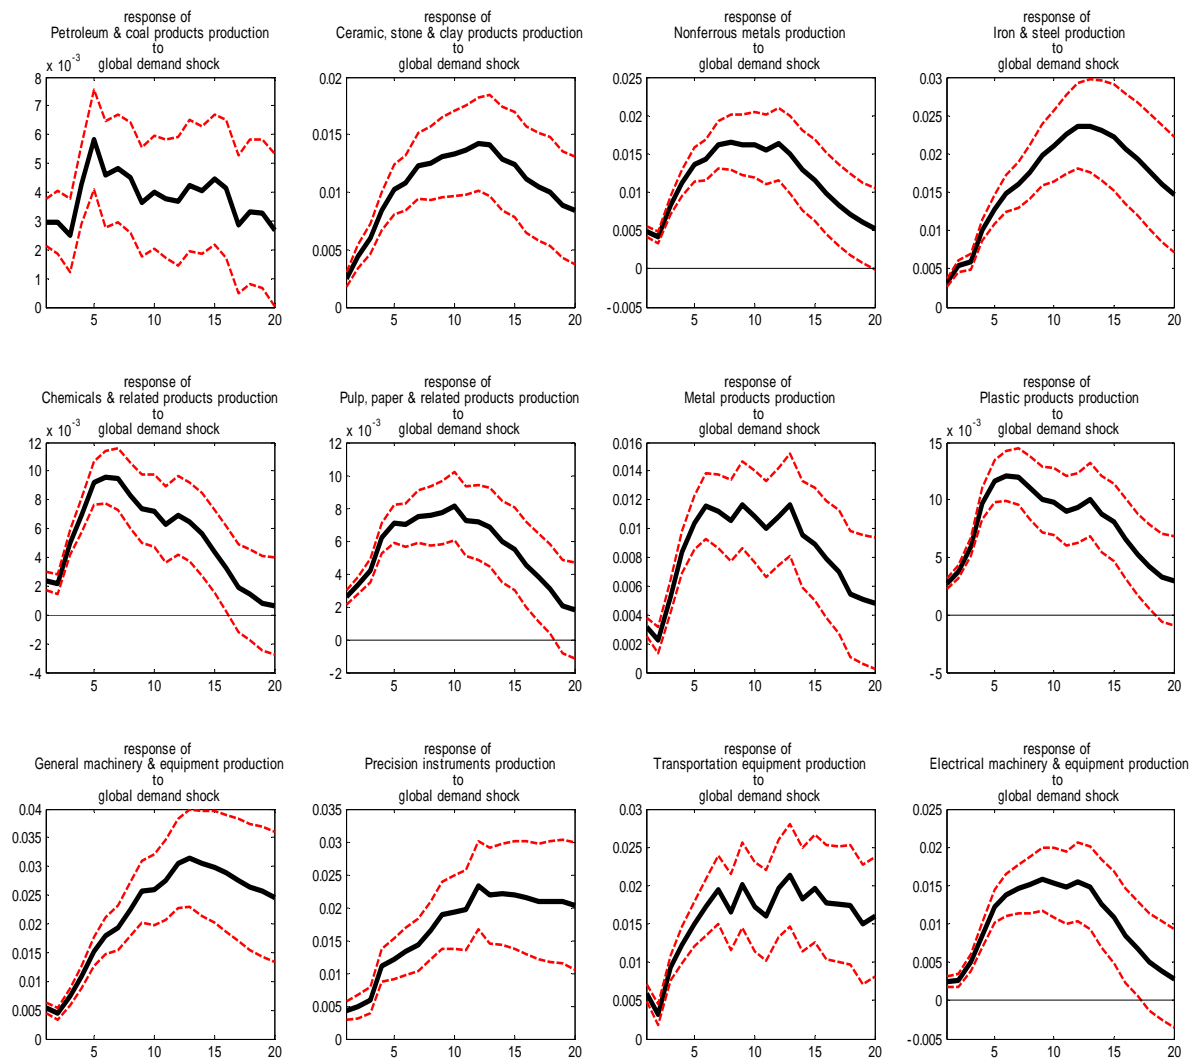 response of
Petroleum & coal products production
to
global demand shock
x 10^-3
8
7
6
5
4
3
2
1
0
5 10 15 20
response of
Ceramic, stone & clay products production
to
global demand shock
0.02
0.015
0.01
0.005
0
5 10 15 20
response of
Nonferrous metals production
to
global demand shock
0.025
0.02
0.015
0.01
0.005
0
-0.005
5 10 15 20
response of
Iron & steel production
to
global demand shock
0.03
0.025
0.02
0.015
0.01
0.005
0
5 10 15 20
response of
Chemicals & related products production
to
global demand shock
x 10^-3
12
10
8
6
4
2
0
-2
-4
5 10 15 20
response of
Pulp, paper & related products production
to
global demand shock
x 10^-3
12
10
8
6
4
2
0
-2
5 10 15 20
response of
Metal products production
to
global demand shock
0.016
0.014
0.012
0.01
0.008
0.006
0.004
0.002
0
5 10 15 20
response of
Plastic products production
to
global demand shock
x 10^-3
15
10
5
0
-5
5 10 15 20
response of
General machinery & equipment production
to
global demand shock
0.04
0.035
0.03
0.025
0.02
0.015
0.01
0.005
0
5 10 15 20
response of
Precision instruments production
to
global demand shock
0.035
0.03
0.025
0.02
0.015
0.01
0.005
0
5 10 15 20
response of
Transportation equipment production
to
global demand shock
0.03
0.025
0.02
0.015
0.01
0.005
0
5 10 15 20
response of
Electrical machinery & equipment production
to
global demand shock
0.025
0.02
0.015
0.01
0.005
0
-0.005
5 10 15 20